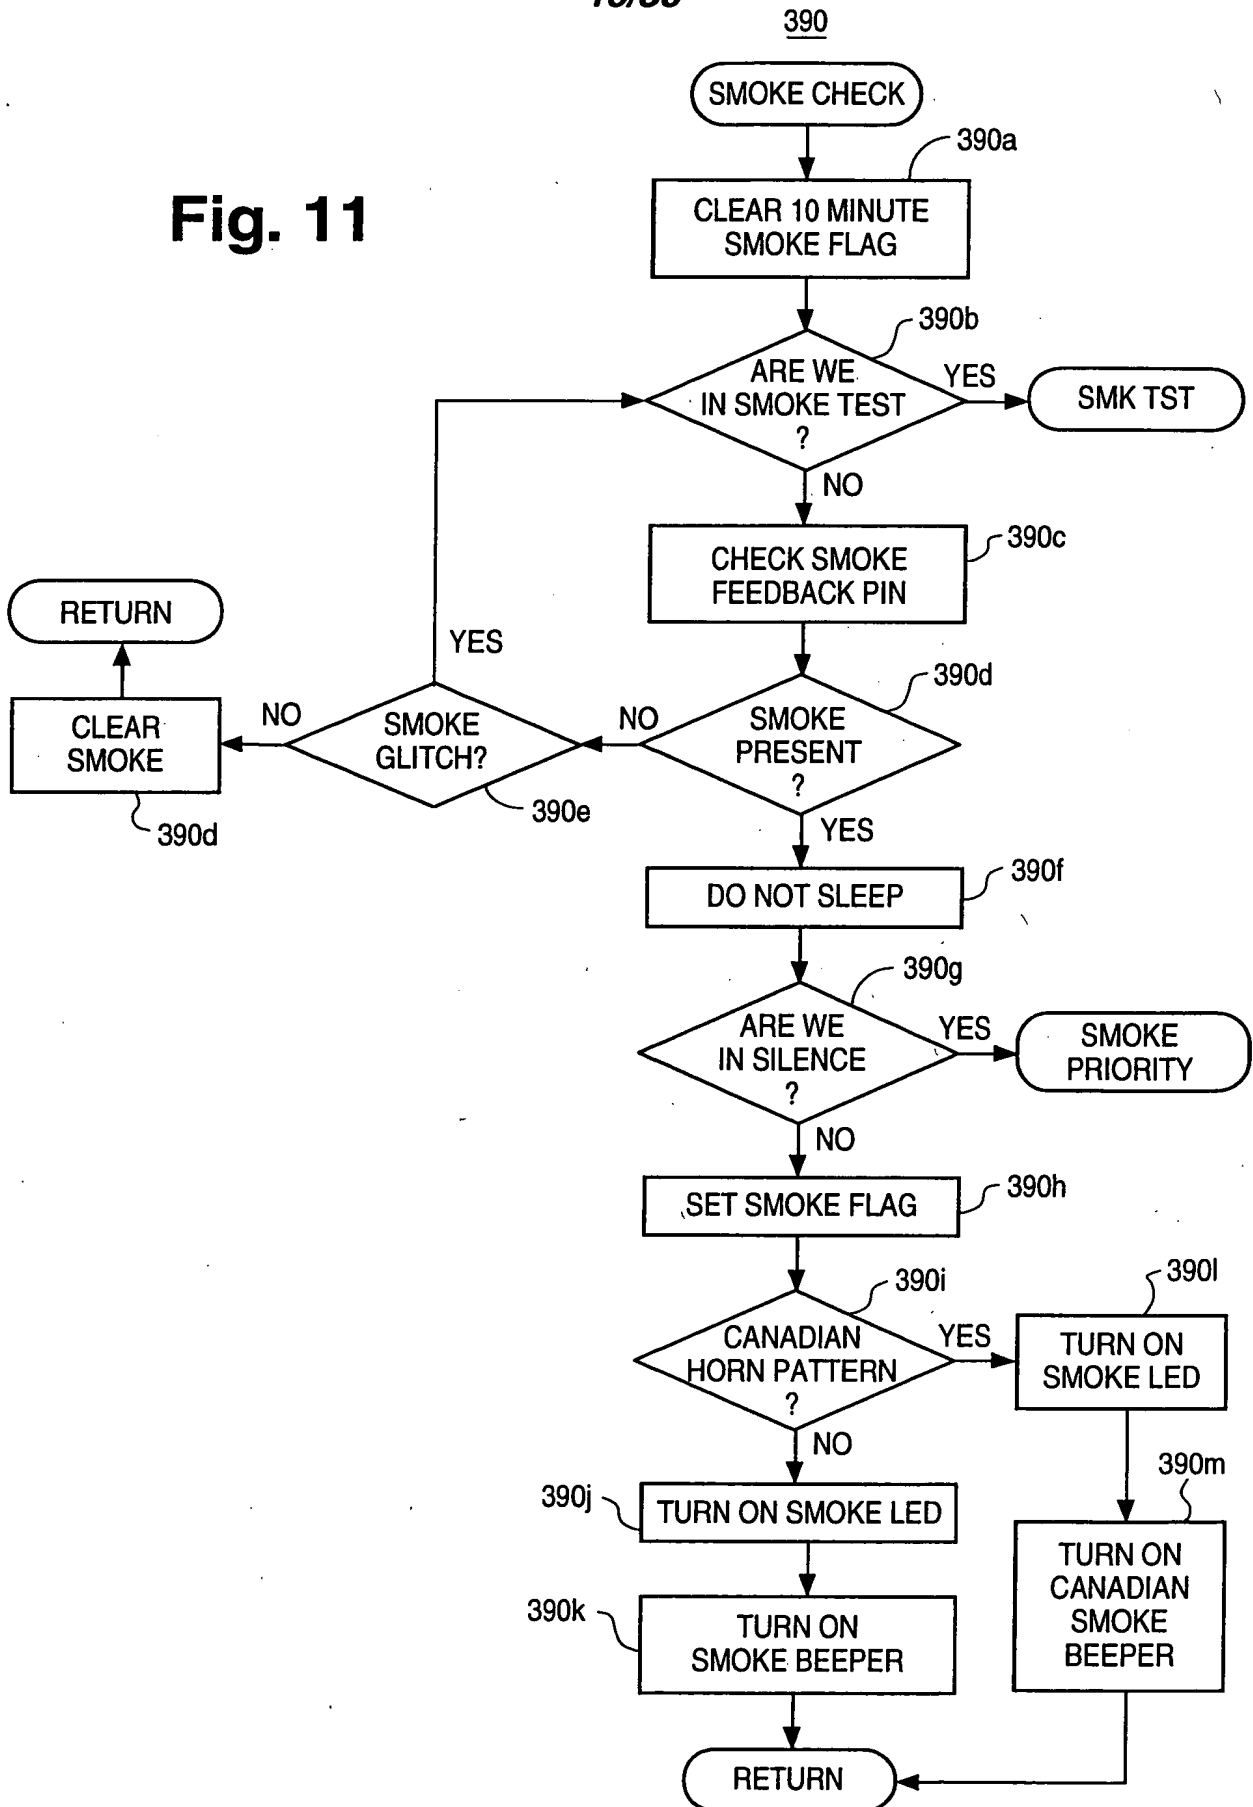 390
SMOKE CHECK
390a
Fig. 11
CLEAR 10 MINUTE
SMOKE FLAG
390b
ARE WE
IN SMOKE TEST
?
YES
SMK TST
NO
390c
CHECK SMOKE
FEEDBACK PIN
RETURN
YES
390d
SMOKE
PRESENT
?
NO
SMOKE
GLITCH?
NO
CLEAR
SMOKE
390e
390d
YES
390f
DO NOT SLEEP
390g
ARE WE
IN SILENCE
?
YES
SMOKE
PRIORITY
NO
390h
SET SMOKE FLAG
390i
390l
CANADIAN
HORN PATTERN
?
YES
TURN ON
SMOKE LED
NO
390m
390j
TURN ON SMOKE LED
TURN ON
CANADIAN
SMOKE
BEEPER
390k
TURN ON
SMOKE BEEPER
RETURN